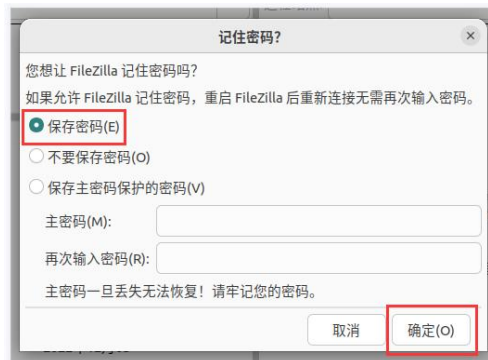 记住密码?
您想让 FileZilla 记住密码吗?
如果允许 FileZilla 记住密码，重启 FileZilla 后重新连接无需再次输入密码。
保存密码(E)
不要保存密码(O)
保存主密码保护的密码(V)
主密码(M):
再次输入密码(R):
主密码一旦丢失无法恢复！请牢记您的密码。
取消
确定(O)